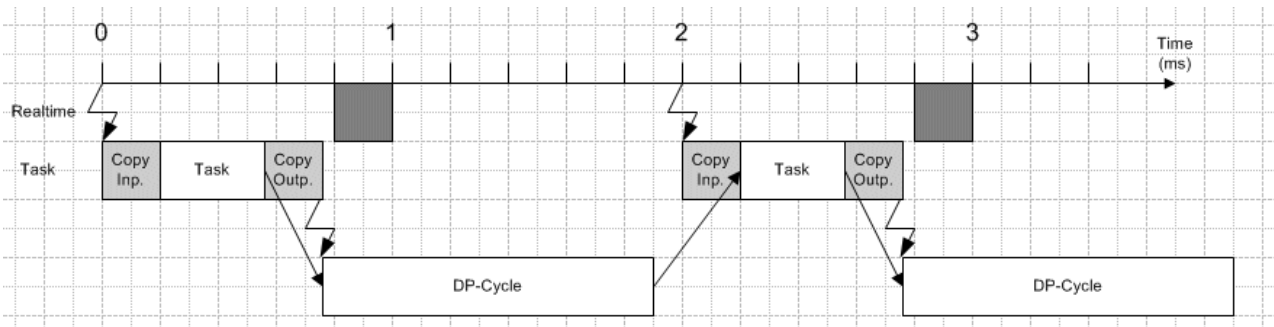 0 1 2 3
Time
(ms)
Realtime
Task
Copy
Inp.
Task
Copy
Outp.
Copy
Inp.
Task
Copy
Outp.
DP-Cycle
DP-Cycle